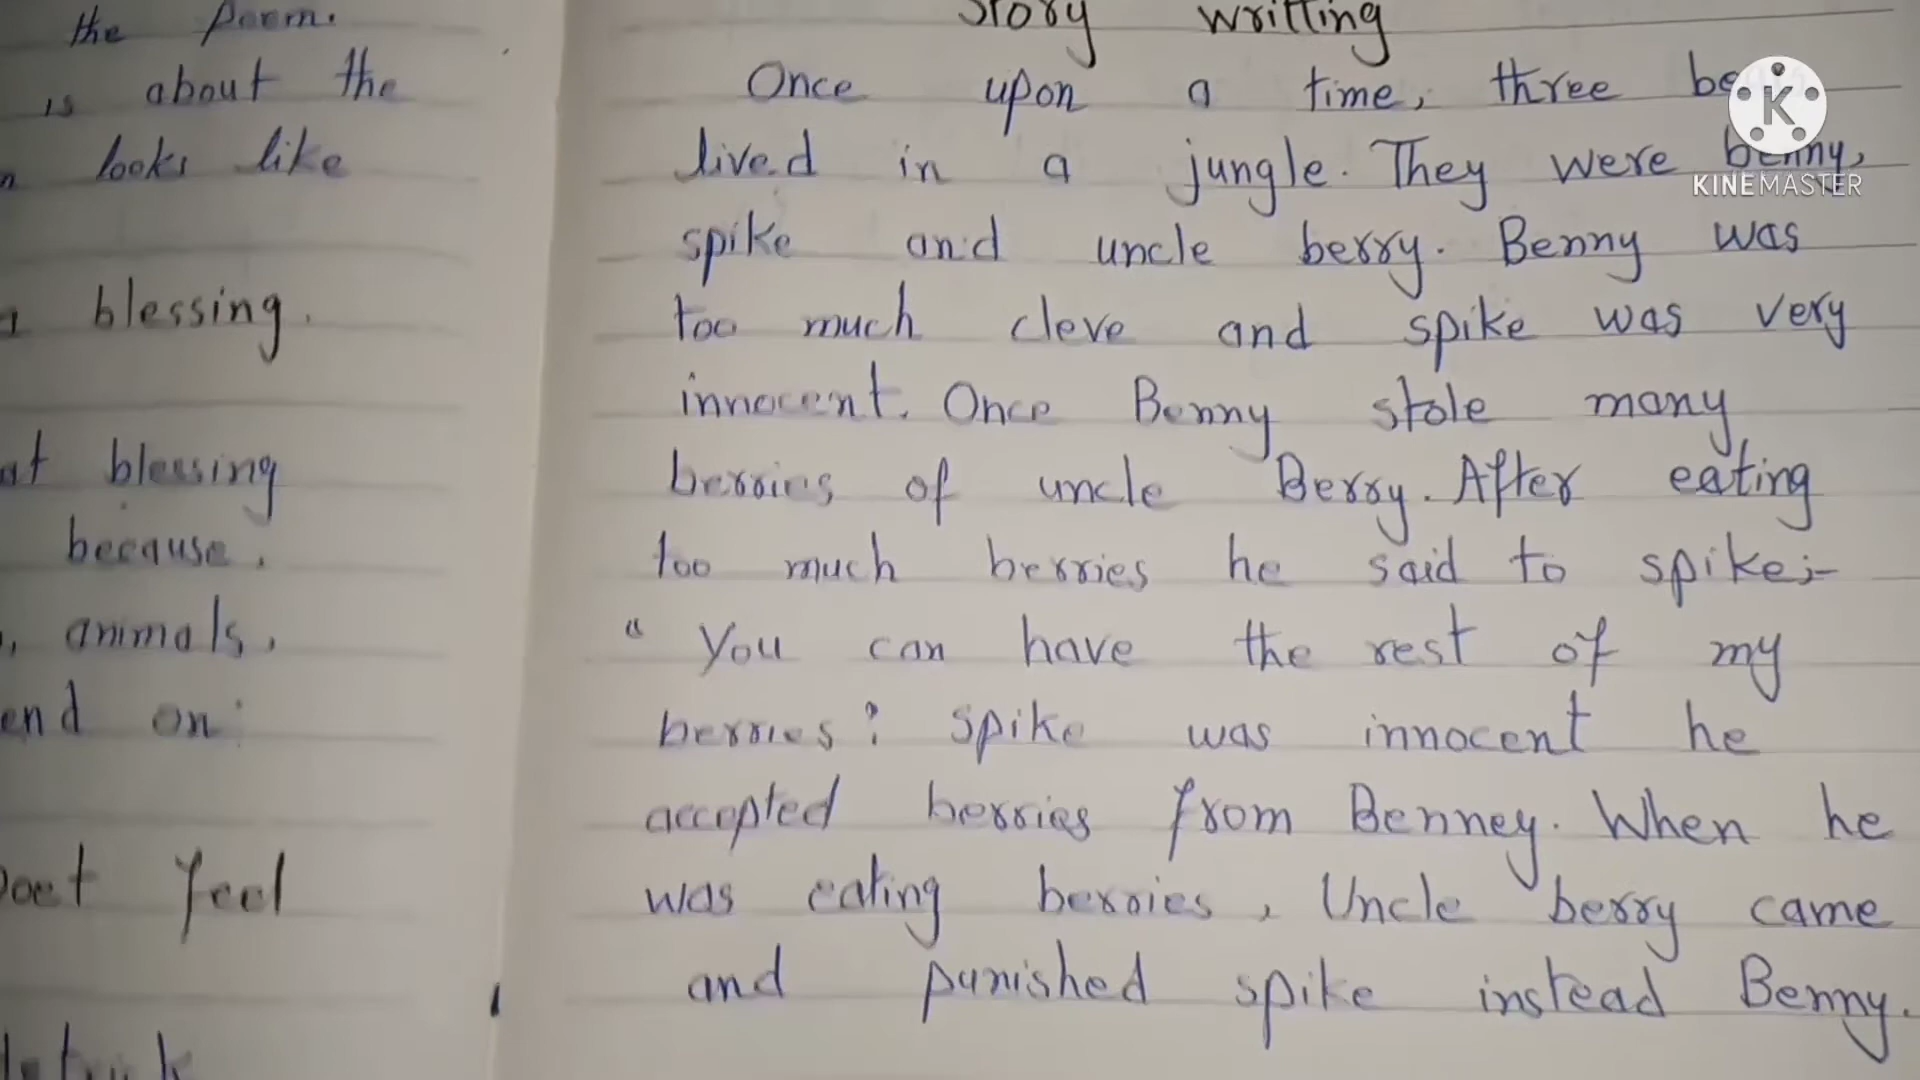 the poem.
is about the
looks like
blessing.
at blessing
because,
animals,
end on
poet feel
Story writting
Once upon a time, three
lived in a jungle. They were benny,
spike and uncle berry. Benny was
too much cleve and spike was very
innocent. Once Benny stole many
berries of uncle Berry. After eating
too much berries he said to spike;-
" You can have the rest of my
berries: spike was innocent he
accepted berries from Benney. When he
was eating berries, Uncle berry came
and punished spike instead Benny.
K
KINEMASTER